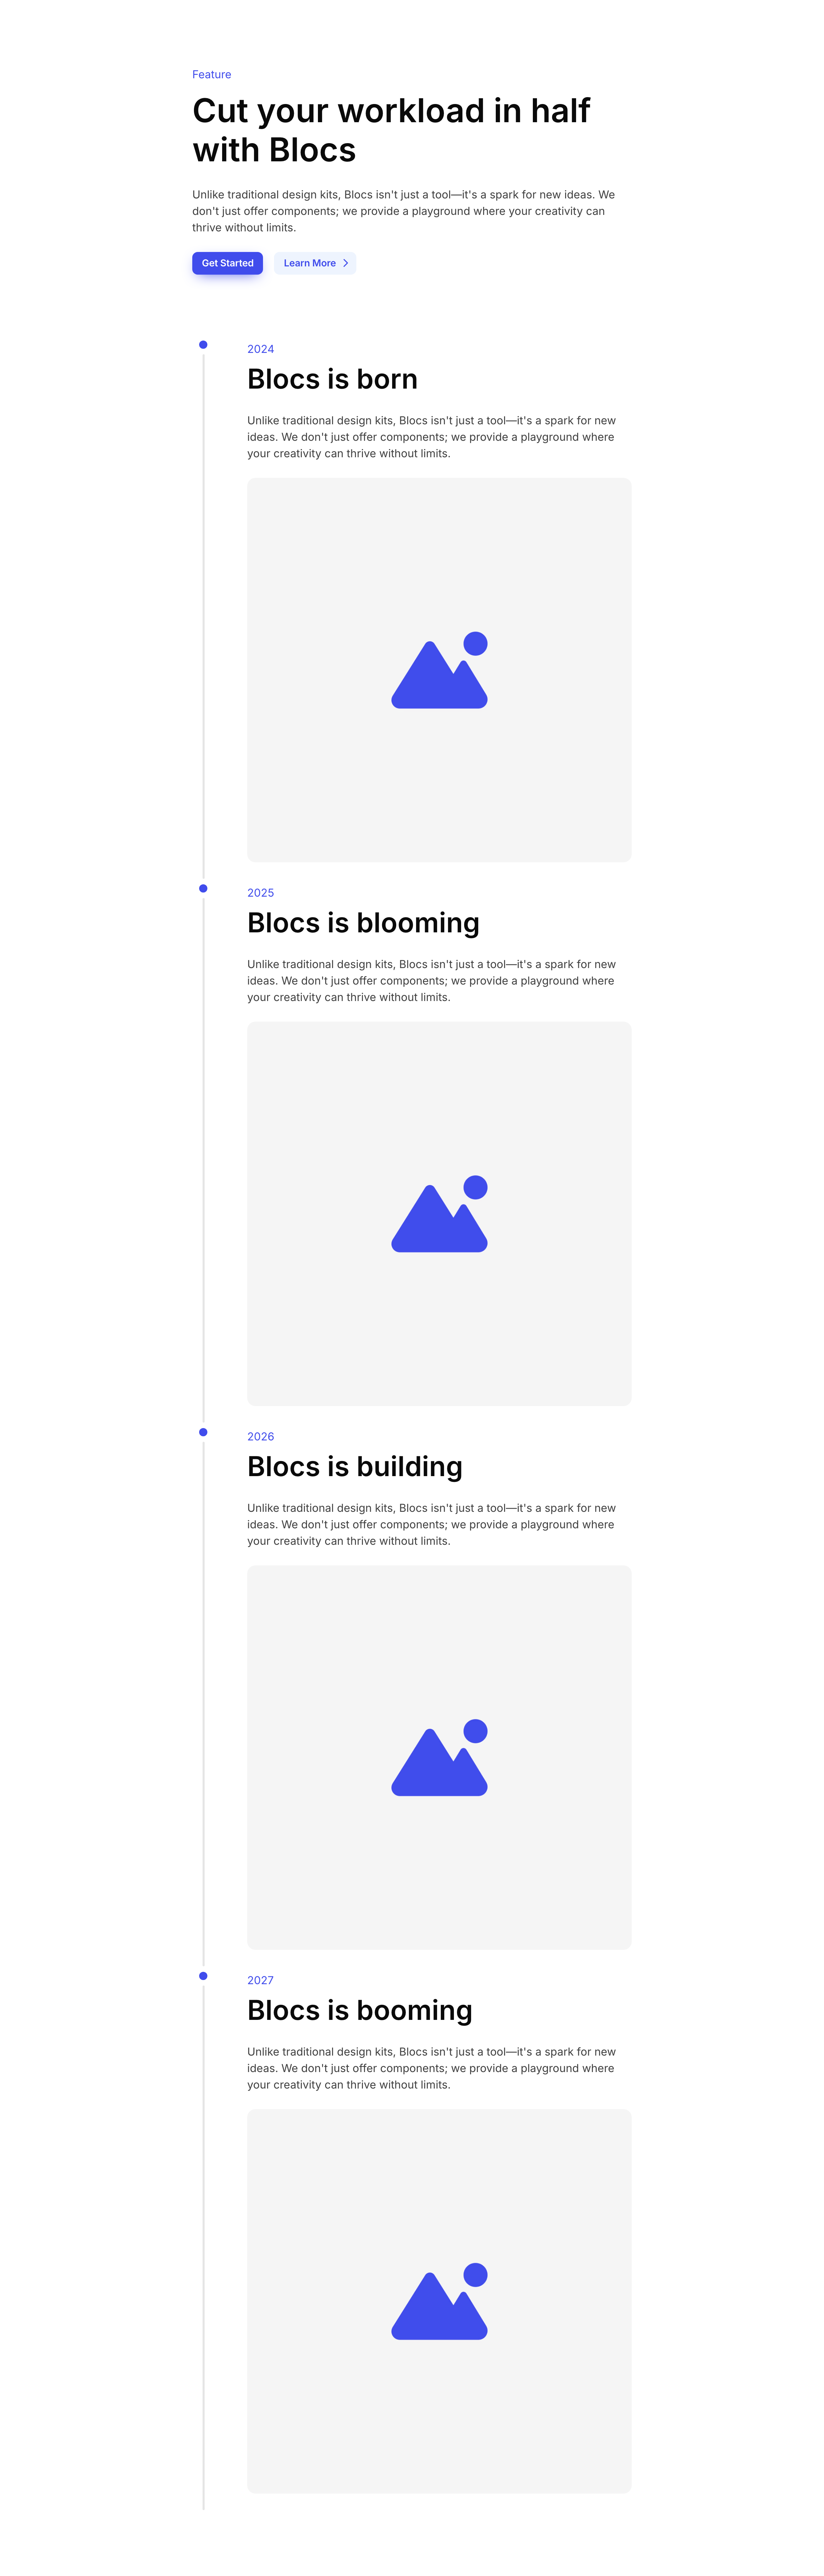 Feature
Cut your workload in half
with Blocs
Unlike traditional design kits, Blocs isn't just a tool—it's a spark for new ideas. We
don't just offer components; we provide a playground where your creativity can
thrive without limits.
Get Started
Learn More
2024
Blocs is born
Unlike traditional design kits, Blocs isn't just a tool—it's a spark for new
ideas. We don't just offer components; we provide a playground where
your creativity can thrive without limits.
2025
Blocs is blooming
Unlike traditional design kits, Blocs isn't just a tool—it's a spark for new
ideas. We don't just offer components; we provide a playground where
your creativity can thrive without limits.
2026
Blocs is building
Unlike traditional design kits, Blocs isn't just a tool—it's a spark for new
ideas. We don't just offer components; we provide a playground where
your creativity can thrive without limits.
2027
Blocs is booming
Unlike traditional design kits, Blocs isn't just a tool—it's a spark for new
ideas. We don't just offer components; we provide a playground where
your creativity can thrive without limits.